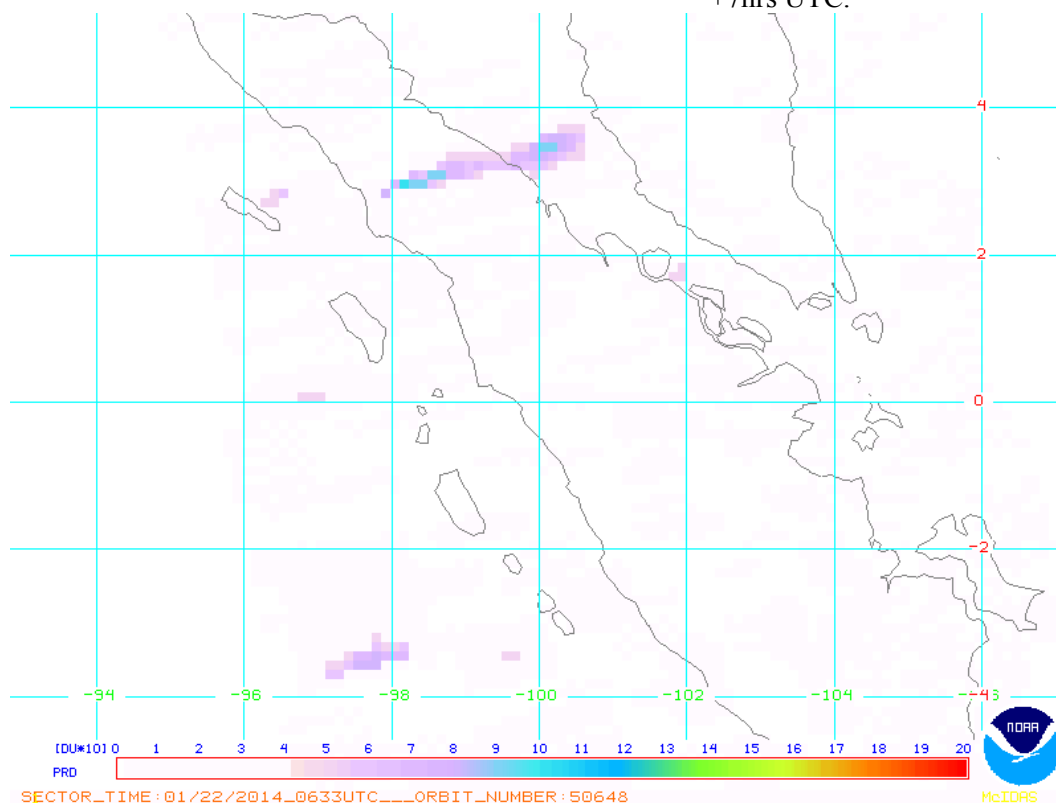 +7hrs UTC.
4
2
0
-2
-94 -96 -98 -100 -102 -104 -4
[DU*10] 0 1 2 3 4 5 6 7 8 9 10 11 12 13 14 15 16 17 18 19 20
PRD
NOAA
SECTOR_TIME:01/22/2014_0633UTC___ORBIT_NUMBER:50648
McIDAS